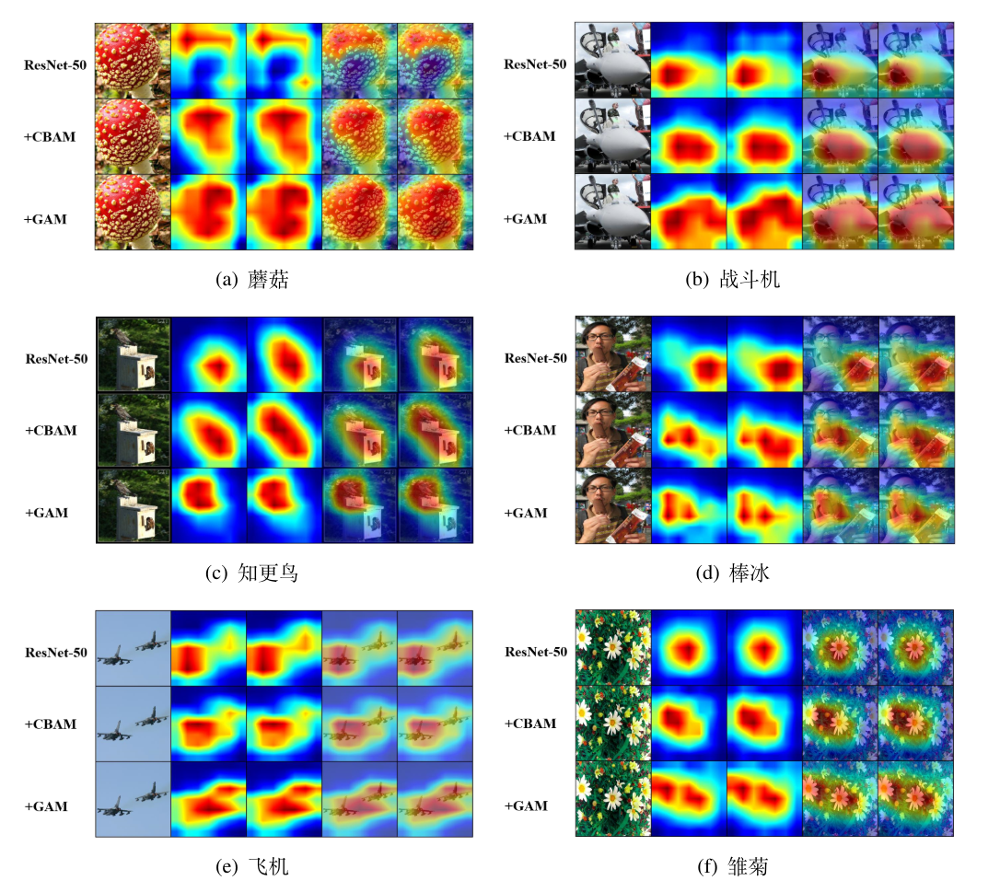 ResNet-50
+CBAM
+GAM
(a) 蘑菇
ResNet-50
+CBAM
+GAM
(b) 战斗机
ResNet-50
+CBAM
+GAM
(c) 知更鸟
ResNet-50
+CBAM
+GAM
(d) 棒冰
ResNet-50
+CBAM
+GAM
(e) 飞机
ResNet-50
+CBAM
+GAM
(f) 雏菊